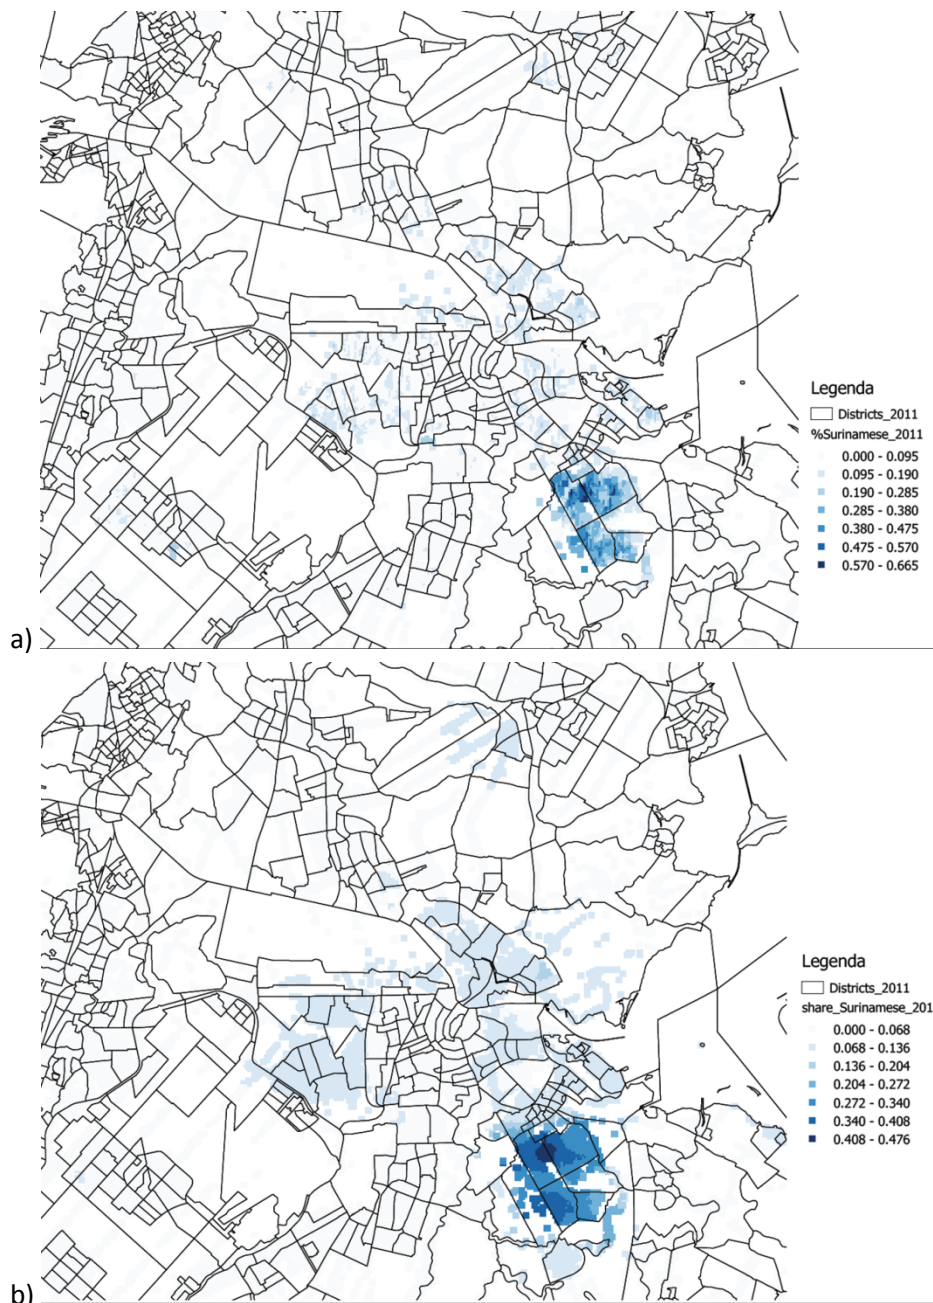 Legenda
Districts_2011
%Surinamese_2011
0.000 - 0.095
0.095 - 0.190
0.190 - 0.285
0.285 - 0.380
0.380 - 0.475
0.475 - 0.570
0.570 - 0.665
a)
Legenda
Districts_2011
share_Surinamese_201
0.000 - 0.068
0.068 - 0.136
0.136 - 0.204
0.204 - 0.272
0.272 - 0.340
0.340 - 0.408
0.408 - 0.476
b)